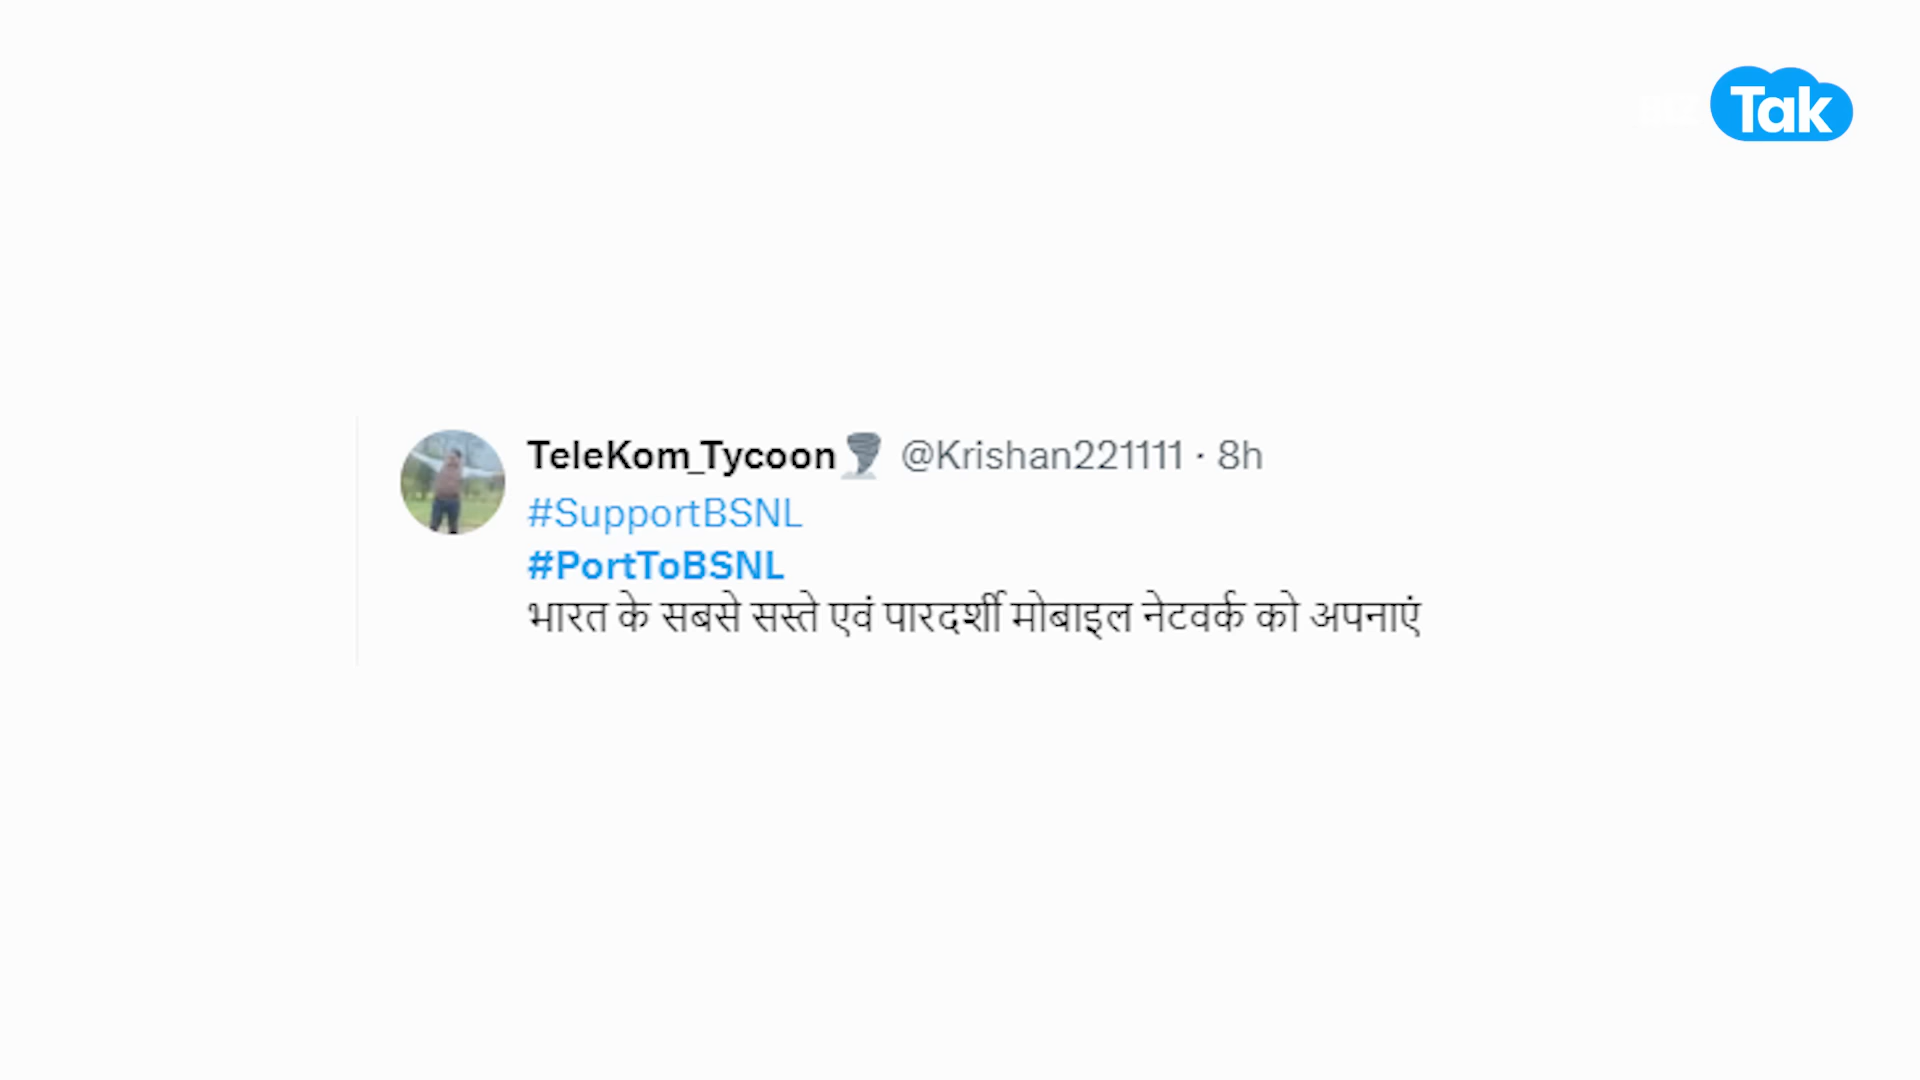 Tak
TeleKom_Tycoon🌪️ @Krishan221111 · 8h
#SupportBSNL
#PortToBSNL
भारत के सबसे सस्ते एवं पारदर्शी मोबाइल नेटवर्क को अपनाएं